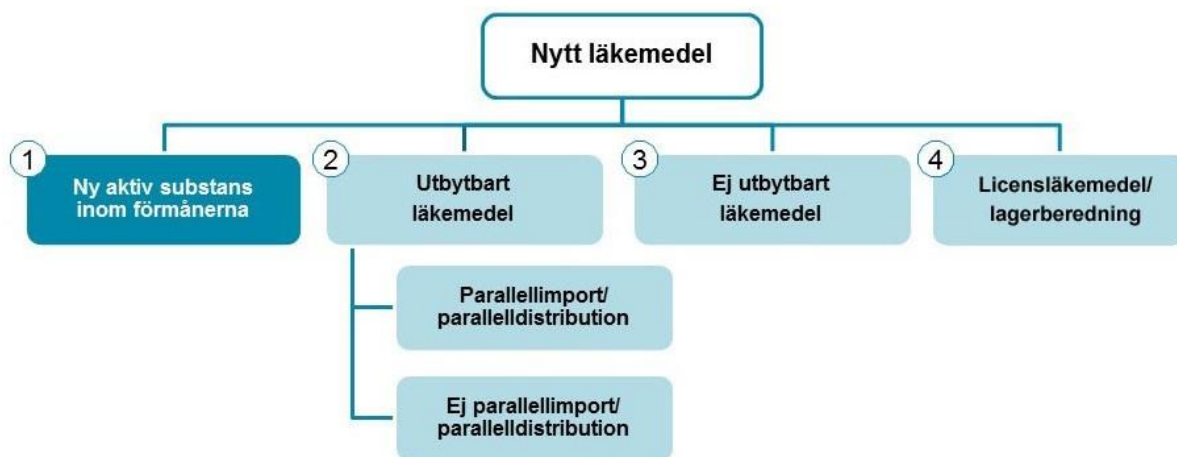 Nytt läkemedel
1
Ny aktiv substans
inom förmånerna
2
Utbytbart
läkemedel
3
Ej utbytbart
läkemedel
4
Licensläkemedel/
lagerberedning
Parallellimport/
parallelldistribution
Ej parallellimport/
parallelldistribution